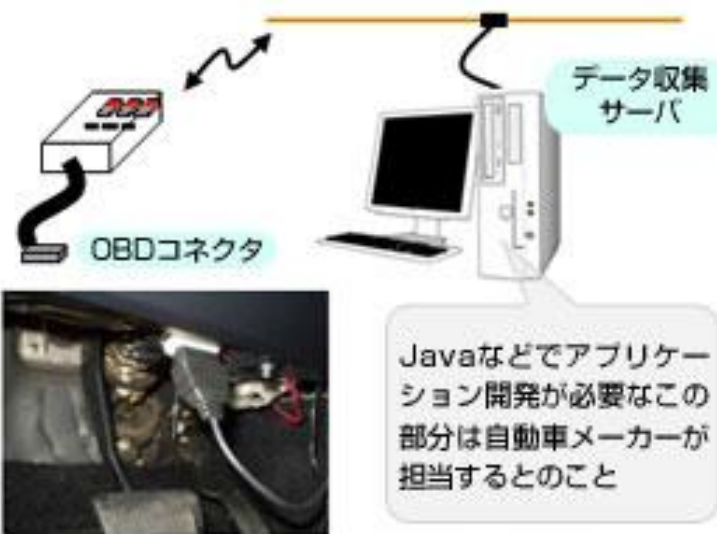 データ収集
サーバ
OBDコネクタ
Javaなどでアプリケー
ション開発が必要なこの
部分は自動車メーカーが
担当するとのこと